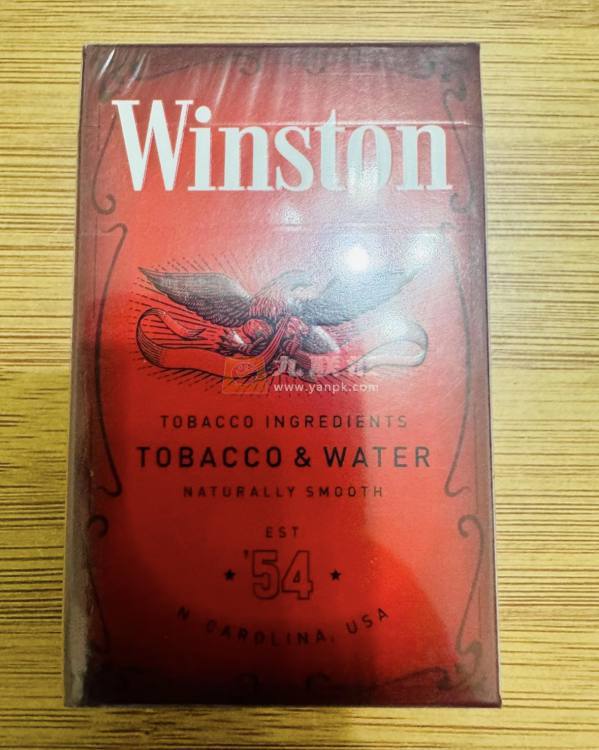 Winston
www.yanpk.com
TOBACCO INGREDIENTS
TOBACCO & WATER
NATURALLY SMOOTH
EST
'54
N CAROLINA, USA